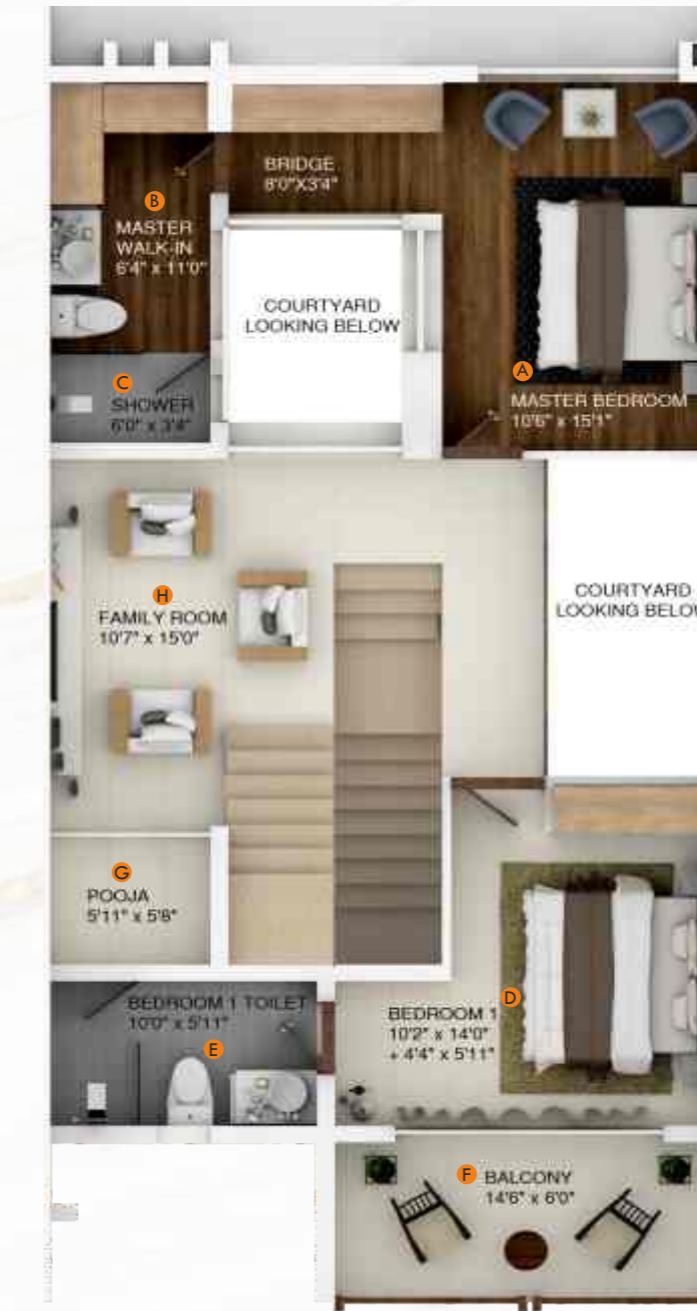 BRIDGE
8'0"X3'4"
B
MASTER
WALK-IN
6'4" x 11'0"
COURTYARD
LOOKING BELOW
C
SHOWER
6'0" x 3'4"
A
MASTER BEDROOM
10'6" x 15'1"
H
FAMILY ROOM
10'7" x 15'0"
COURTYARD
LOOKING
G
POOJA
5'11" x 5'8"
BEDROOM 1 TOILET
10'0" x 5'11"
E
D
BEDROOM 1
10'2" x 14'0"
+ 4'4" x 5'11"
F
BALCONY
14'6" x 6'0"